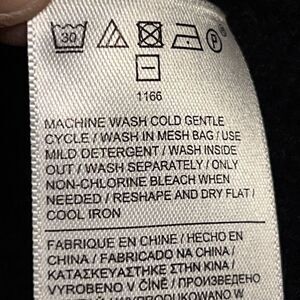 30
1166
MACHINE WASH COLD GENTLE
CYCLE / WASH IN MESH BAG / USE
MILD DETERGENT / WASH INSIDE
OUT / WASH SEPARATELY / ONLY
NON-CHLORINE BLEACH WHEN
NEEDED / RESHAPE AND DRY FLAT /
COOL IRON
FABRIQUE EN CHINE / HECHO EN
CHINA / FABRICADO NA CHINA /
ΚΑΤΑΣΚΕΥΑΣΤΗΚΕ ΣΤΗΝ ΚΙΝΑ /
VYROBENO V ČÍNĚ / ПРОИЗВЕДЕНО